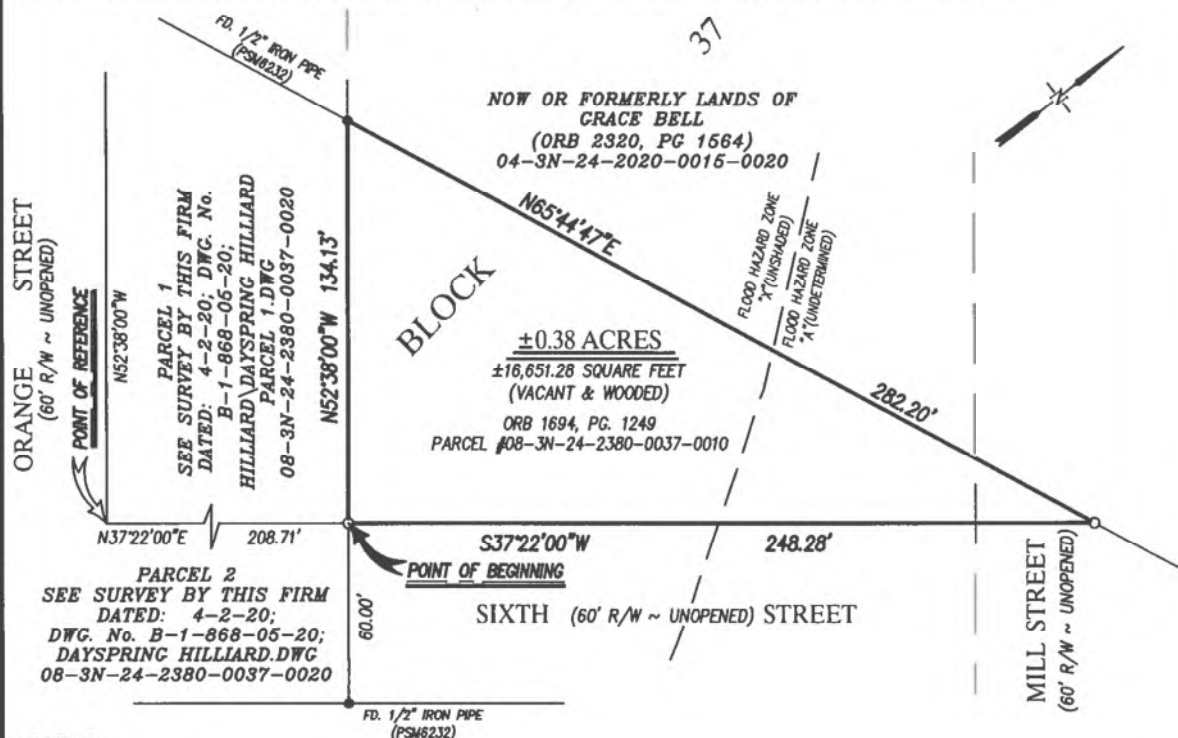 FD. 1/2" IRON PIPE
(PSM6232)
37
NOW OR FORMERLY LANDS OF
GRACE BELL
(ORB 2320, PG 1564)
04-3N-24-2020-0015-0020
N
ORANGE STREET
(60' R/W ~ UNOPENED)
POINT OF REFERENCE
N52°38'00"W
PARCEL 1
SEE SURVEY BY THIS FIRM
DATED: 4-2-20; DWG. No.
B-1-868-05-20;
HILLIARD\DAYSPRING HILLIARD
PARCEL 1.DWG
08-3N-24-2380-0037-0020
N52°38'00"W 134.13'
BLOCK
N65°44'47"E
282.20'
FLOOD HAZARD ZONE
"X"(UNSHADED)
FLOOD HAZARD ZONE
"A"(UNDETERMINED)
±0.38 ACRES
±16,651.28 SQUARE FEET
(VACANT & WOODED)
ORB 1694, PG. 1249
PARCEL #08-3N-24-2380-0037-0010
N37°22'00"E 208.71'
S37°22'00"W 248.28'
POINT OF BEGINNING
PARCEL 2
SEE SURVEY BY THIS FIRM
DATED: 4-2-20;
DWG. No. B-1-868-05-20;
DAYSPRING HILLIARD.DWG
08-3N-24-2380-0037-0020
60.00'
SIXTH (60' R/W ~ UNOPENED) STREET
MILL STREET
(60' R/W ~ UNOPENED)
FD. 1/2" IRON PIPE
(PSM6232)